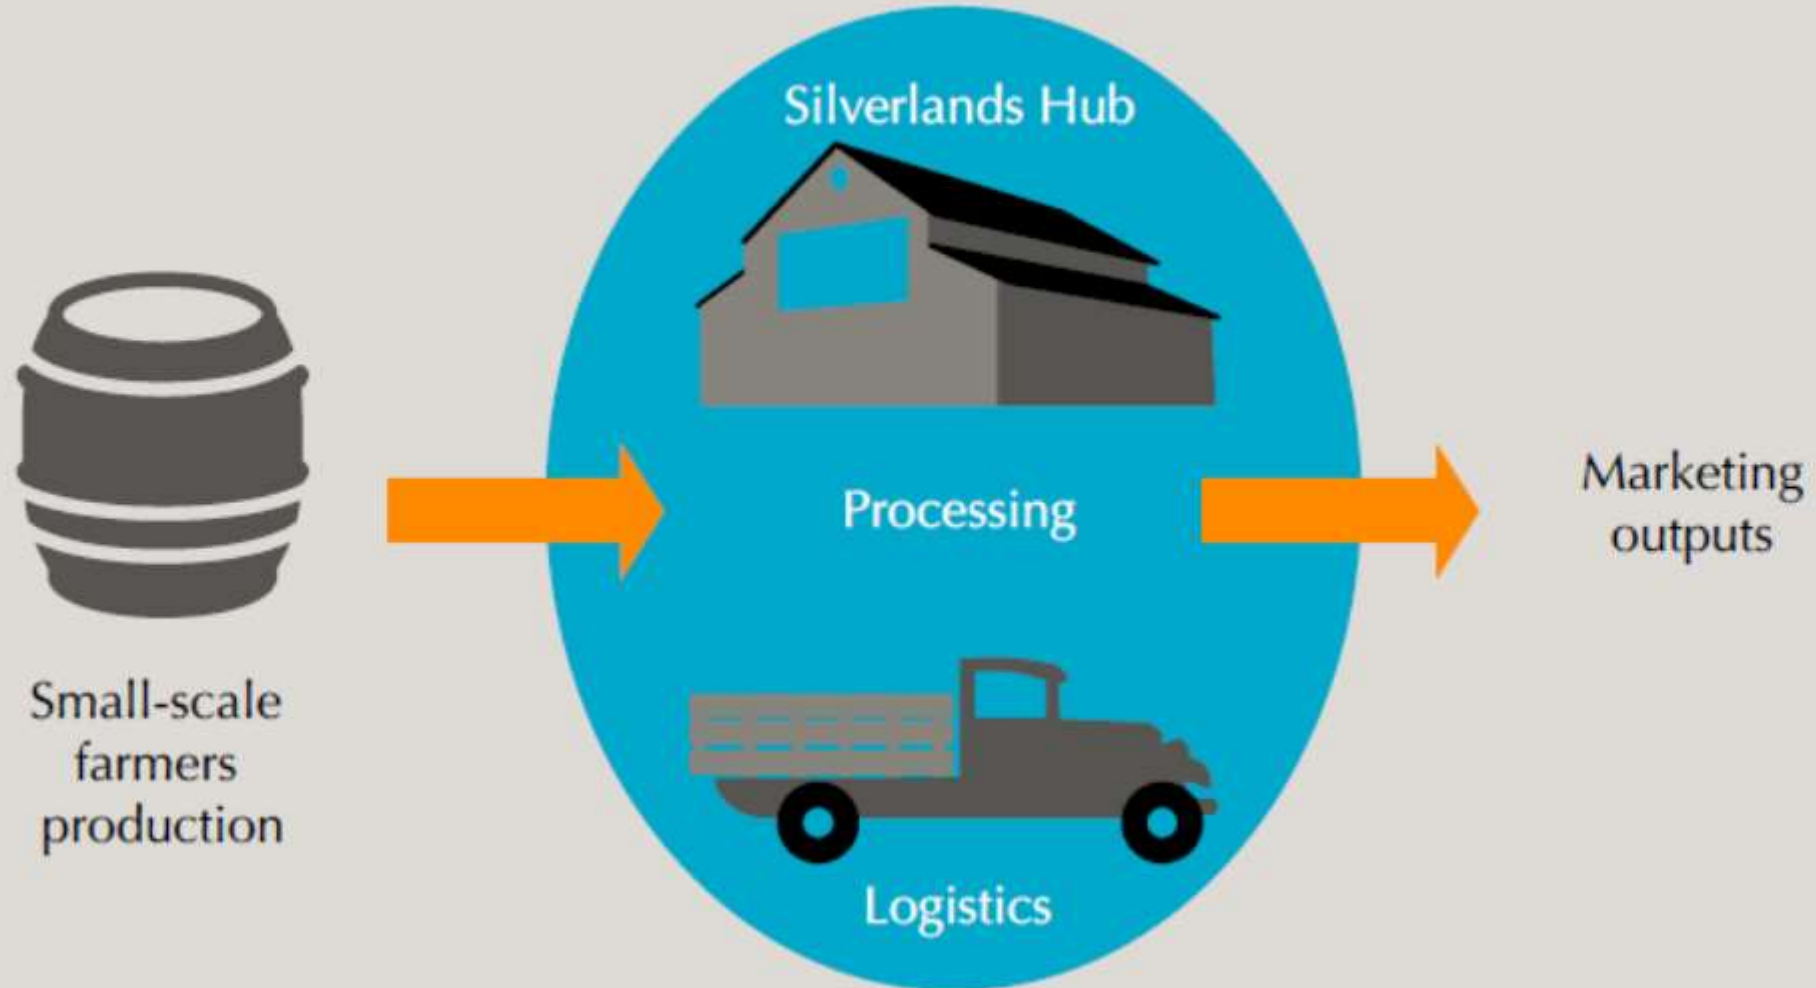 Silverlands Hub
Small-scale
farmers
production
Processing
Logistics
Marketing
outputs